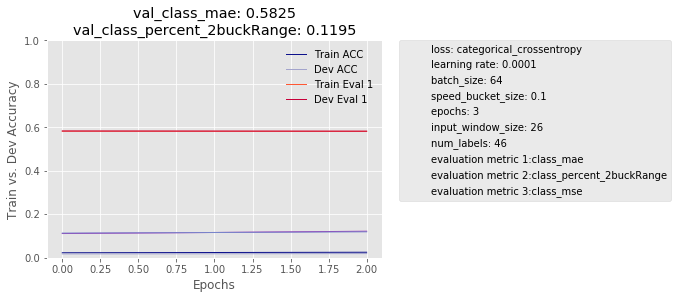 val_class_mae: 0.5825
val_class_percent_2buckRange: 0.1195
Train vs. Dev Accuracy
1.0
0.8
0.6
0.4
0.2
0.0
Train ACC
Dev ACC
Train Eval 1
Dev Eval 1
0.00 0.25 0.50 0.75 1.00 1.25 1.50 1.75 2.00
Epochs
loss: categorical_crossentropy
learning rate: 0.0001
batch_size: 64
speed_bucket_size: 0.1
epochs: 3
input_window_size: 26
num_labels: 46
evaluation metric 1:class_mae
evaluation metric 2:class_percent_2buckRange
evaluation metric 3:class_mse